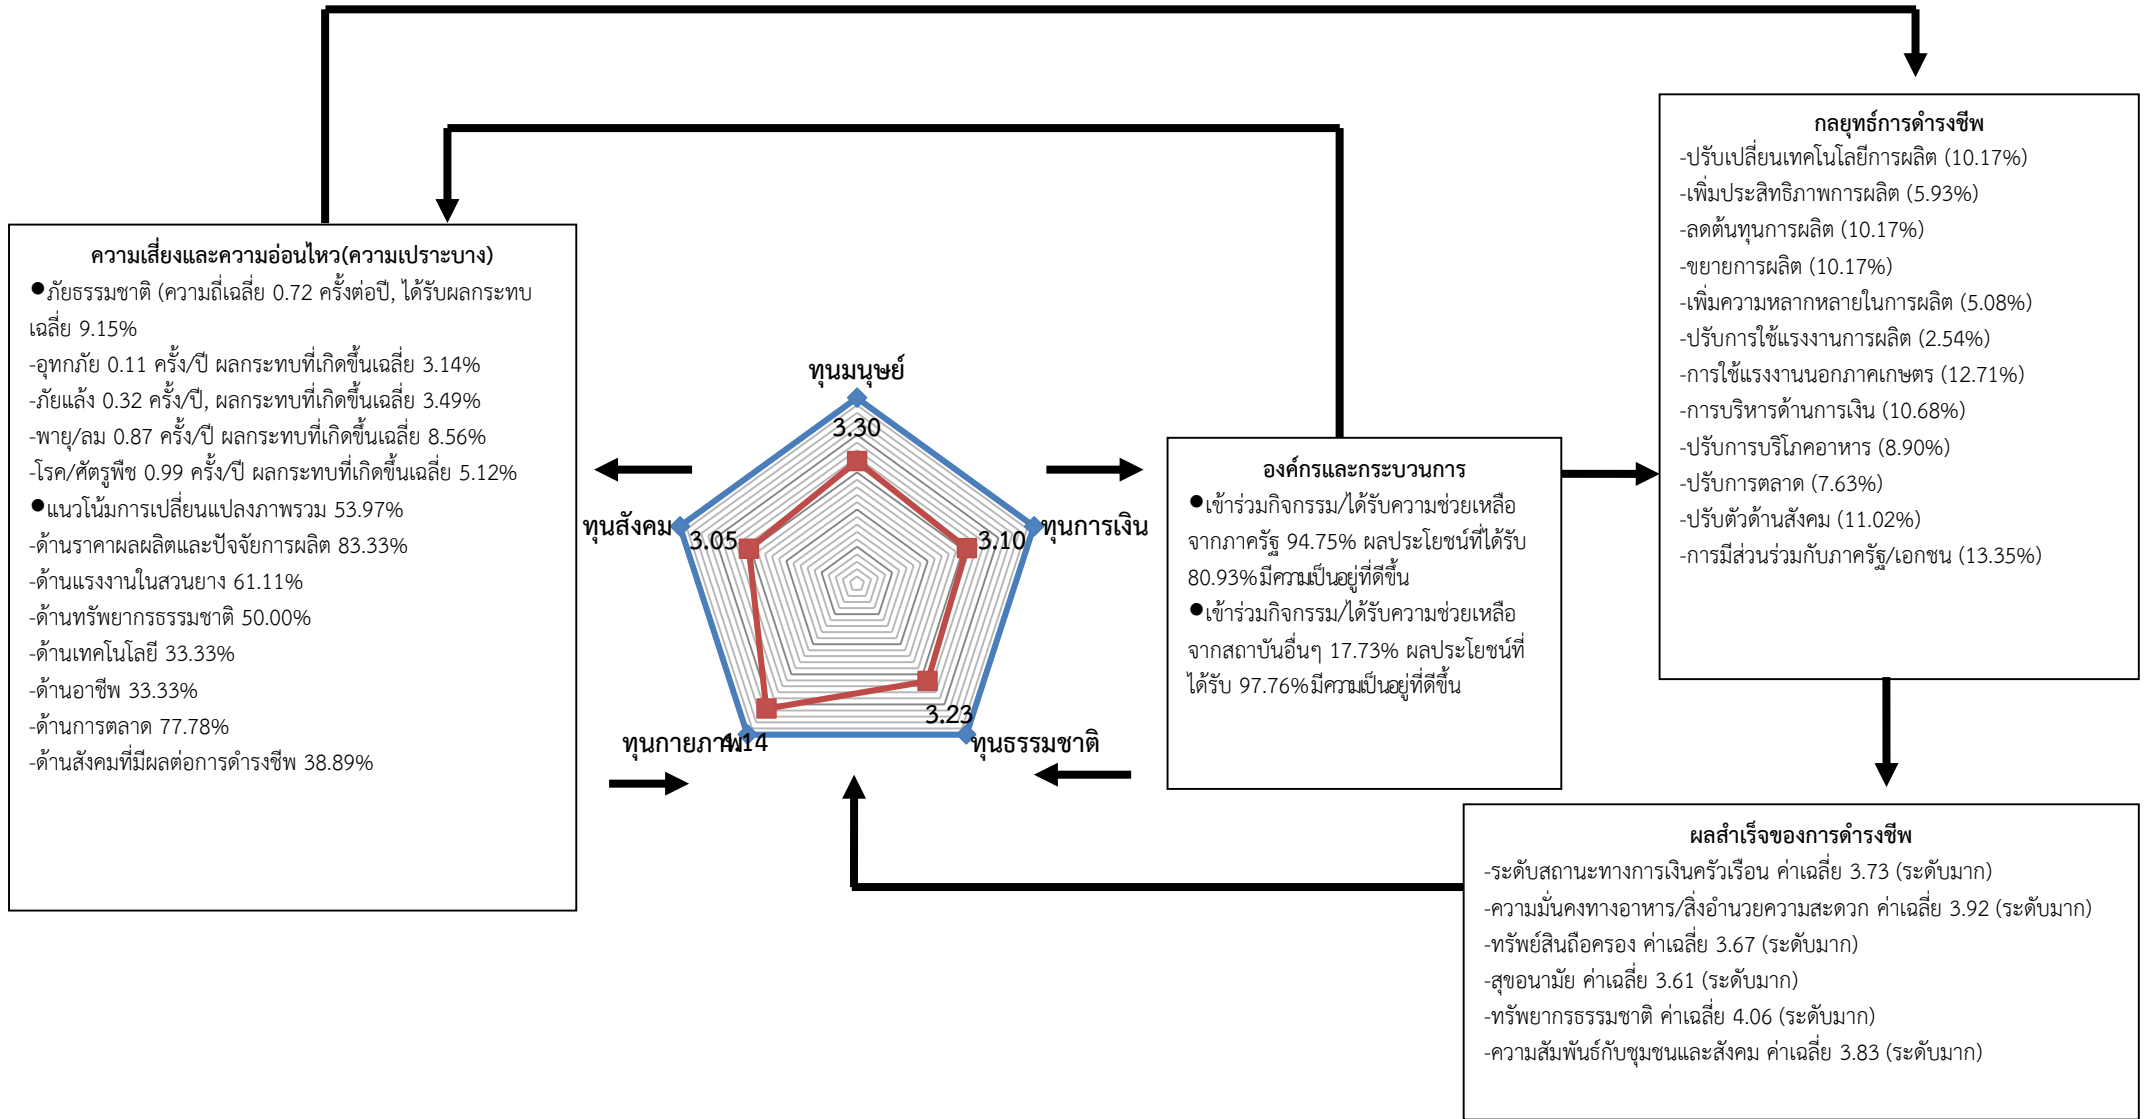 กลยุทธ์การดำรงชีพ
-ปรับเปลี่ยนเทคโนโลยีการผลิต (10.17%)
-เพิ่มประสิทธิภาพการผลิต (5.93%)
-ลดต้นทุนการผลิต (10.17%)
-ขยายการผลิต (10.17%)
-เพิ่มความหลากหลายในการผลิต (5.08%)
-ปรับการใช้แรงงานการผลิต (2.54%)
-การใช้แรงงานนอกภาคเกษตร (12.71%)
-การบริหารด้านการเงิน (10.68%)
-ปรับการบริโภคอาหาร (8.90%)
-ปรับการตลาด (7.63%)
-ปรับตัวด้านสังคม (11.02%)
-การมีส่วนร่วมกับภาครัฐ/เอกชน (13.35%)
ความเสี่ยงและความอ่อนไหว(ความเปราะบาง)
●ภัยธรรมชาติ (ความถี่เฉลี่ย 0.72 ครั้งต่อปี, ได้รับผลกระทบ
เฉลี่ย 9.15%
-อุทกภัย 0.11 ครั้ง/ปี ผลกระทบที่เกิดขึ้นเฉลี่ย 3.14%
-ภัยแล้ง 0.32 ครั้ง/ปี, ผลกระทบที่เกิดขึ้นเฉลี่ย 3.49%
-พายุ/ลม 0.87 ครั้ง/ปี ผลกระทบที่เกิดขึ้นเฉลี่ย 8.56%
-โรค/ศัตรูพืช 0.99 ครั้ง/ปี ผลกระทบที่เกิดขึ้นเฉลี่ย 5.12%
●แนวโน้มการเปลี่ยนแปลงภาพรวม 53.97%
-ด้านราคาผลผลิตและปัจจัยการผลิต 83.33%
-ด้านแรงงานในสวนยาง 61.11%
-ด้านทรัพยากรธรรมชาติ 50.00%
-ด้านเทคโนโลยี 33.33%
-ด้านอาชีพ 33.33%
-ด้านการตลาด 77.78%
-ด้านสังคมที่มีผลต่อการดำรงชีพ 38.89%
ทุนมนุษย์
3.30
ทุนสังคม
3.05
3.10
ทุนการเงิน
3.23
ทุนกายภาพ
4.14
ทุนธรรมชาติ
องค์กรและกระบวนการ
●เข้าร่วมกิจกรรม/ได้รับความช่วยเหลือ
จากภาครัฐ 94.75% ผลประโยชน์ที่ได้รับ
80.93%มีความเป็นอยู่ที่ดีขึ้น
●เข้าร่วมกิจกรรม/ได้รับความช่วยเหลือ
จากสถาบันอื่นๆ 17.73% ผลประโยชน์ที่
ได้รับ 97.76%มีความเป็นอยู่ที่ดีขึ้น
ผลสำเร็จของการดำรงชีพ
-ระดับสถานะทางการเงินครัวเรือน ค่าเฉลี่ย 3.73 (ระดับมาก)
-ความมั่นคงทางอาหาร/สิ่งอำนวยความสะดวก ค่าเฉลี่ย 3.92 (ระดับมาก)
-ทรัพย์สินถือครอง ค่าเฉลี่ย 3.67 (ระดับมาก)
-สุขอนามัย ค่าเฉลี่ย 3.61 (ระดับมาก)
-ทรัพยากรธรรมชาติ ค่าเฉลี่ย 4.06 (ระดับมาก)
-ความสัมพันธ์กับชุมชนและสังคม ค่าเฉลี่ย 3.83 (ระดับมาก)